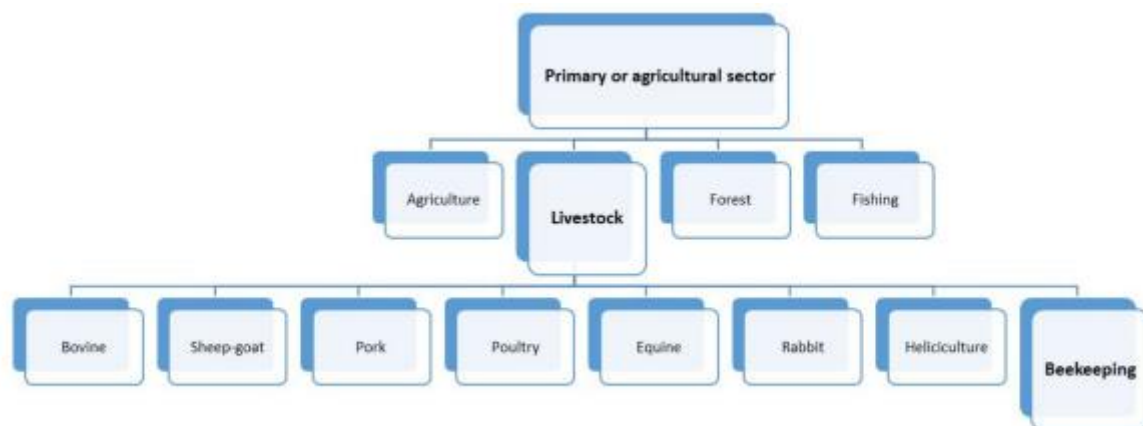 Primary or agricultural sector
Agriculture
Livestock
Forest
Fishing
Bovine
Sheep-goat
Pork
Poultry
Equine
Rabbit
Heliciculture
Beekeeping